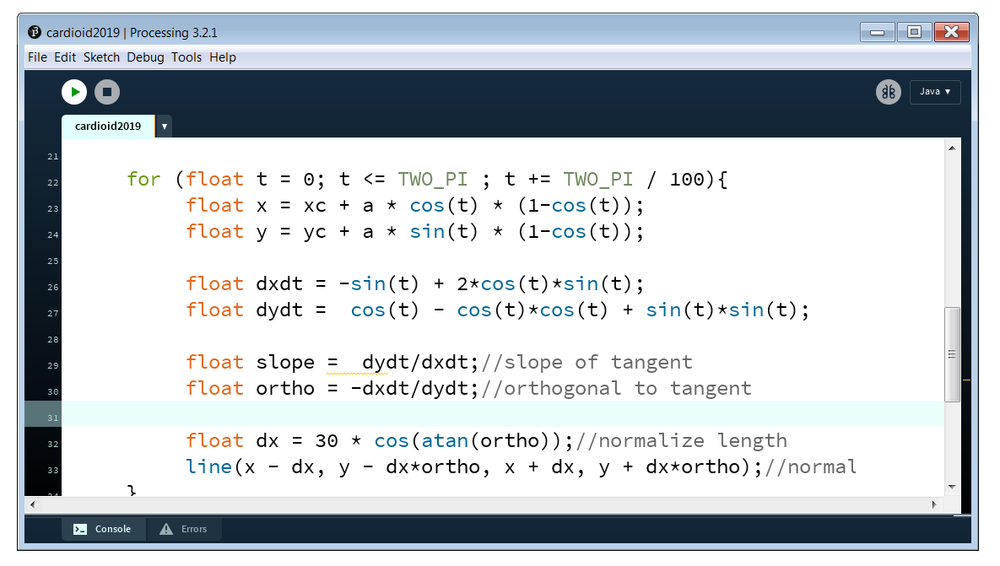 cardioid2019 | Processing 3.2.1
File Edit Sketch Debug Tools Help
Java ▼
cardioid2019 ▼
21
22 for (float t = 0; t <= TWO_PI ; t += TWO_PI / 100){
23 float x = xc + a * cos(t) * (1-cos(t));
24 float y = yc + a * sin(t) * (1-cos(t));
25
26 float dxdt = -sin(t) + 2*cos(t)*sin(t);
27 float dydt =  cos(t) - cos(t)*cos(t) + sin(t)*sin(t);
28
29 float slope =  dydt/dxdt;//slope of tangent
30 float ortho = -dxdt/dydt;//orthogonal to tangent
31
32 float dx = 30 * cos(atan(ortho));//normalize length
33 line(x - dx, y - dx*ortho, x + dx, y + dx*ortho);//normal
34 }
Console Errors